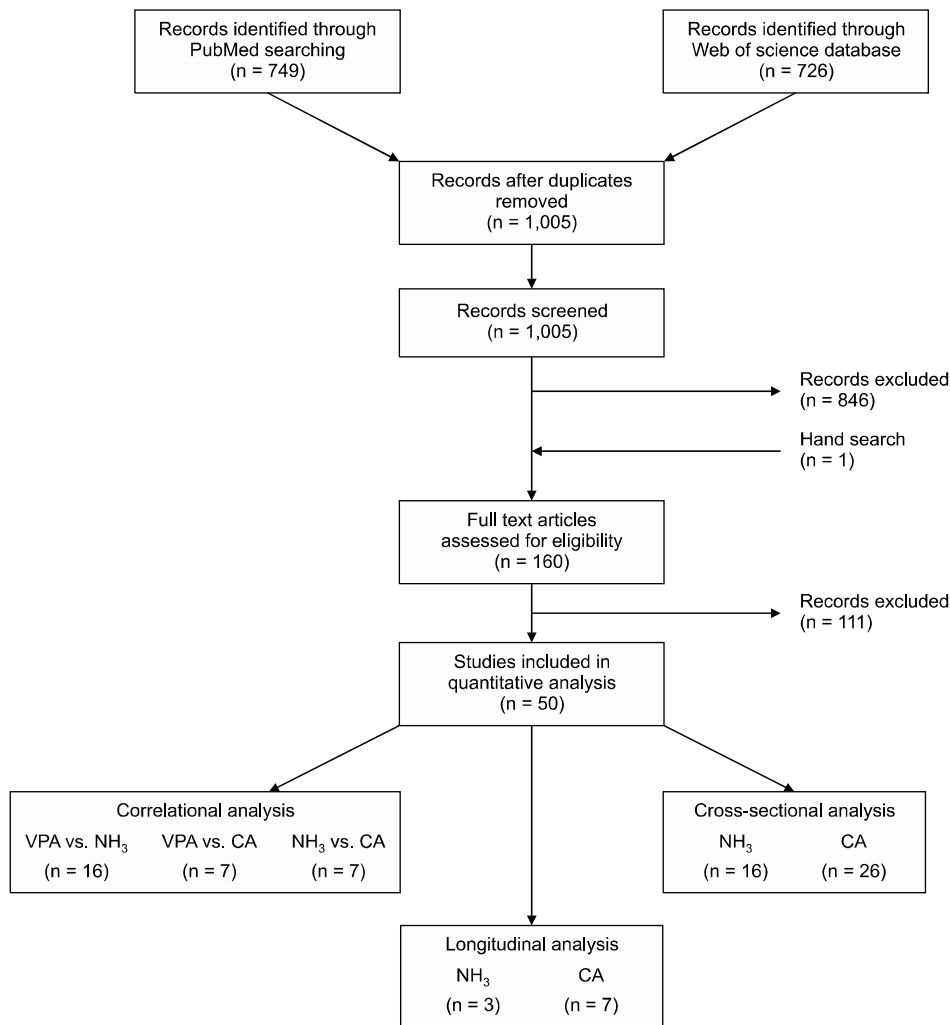 Records identified through
PubMed searching
(n = 749)
Records identified through
Web of science database
(n = 726)
Records after duplicates
removed
(n = 1,005)
Records screened
(n = 1,005)
Records excluded
(n = 846)
Hand search
(n = 1)
Full text articles
assessed for eligibility
(n = 160)
Records excluded
(n = 111)
Studies included in
quantitative analysis
(n = 50)
Correlational analysis
VPA vs. NH₃ VPA vs. CA NH₃ vs. CA
(n = 16) (n = 7) (n = 7)
Cross-sectional analysis
NH₃ CA
(n = 16) (n = 26)
Longitudinal analysis
NH₃ CA
(n = 3) (n = 7)